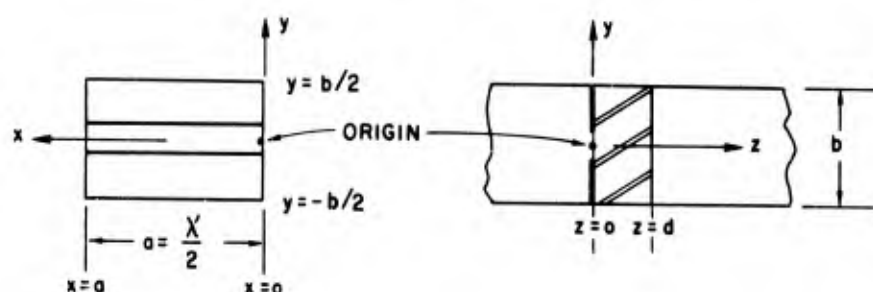 y
y = b/2
x
ORIGIN
y = -b/2
a = λ'/2
x = a
x = o
y
z
b
z = o
z = d